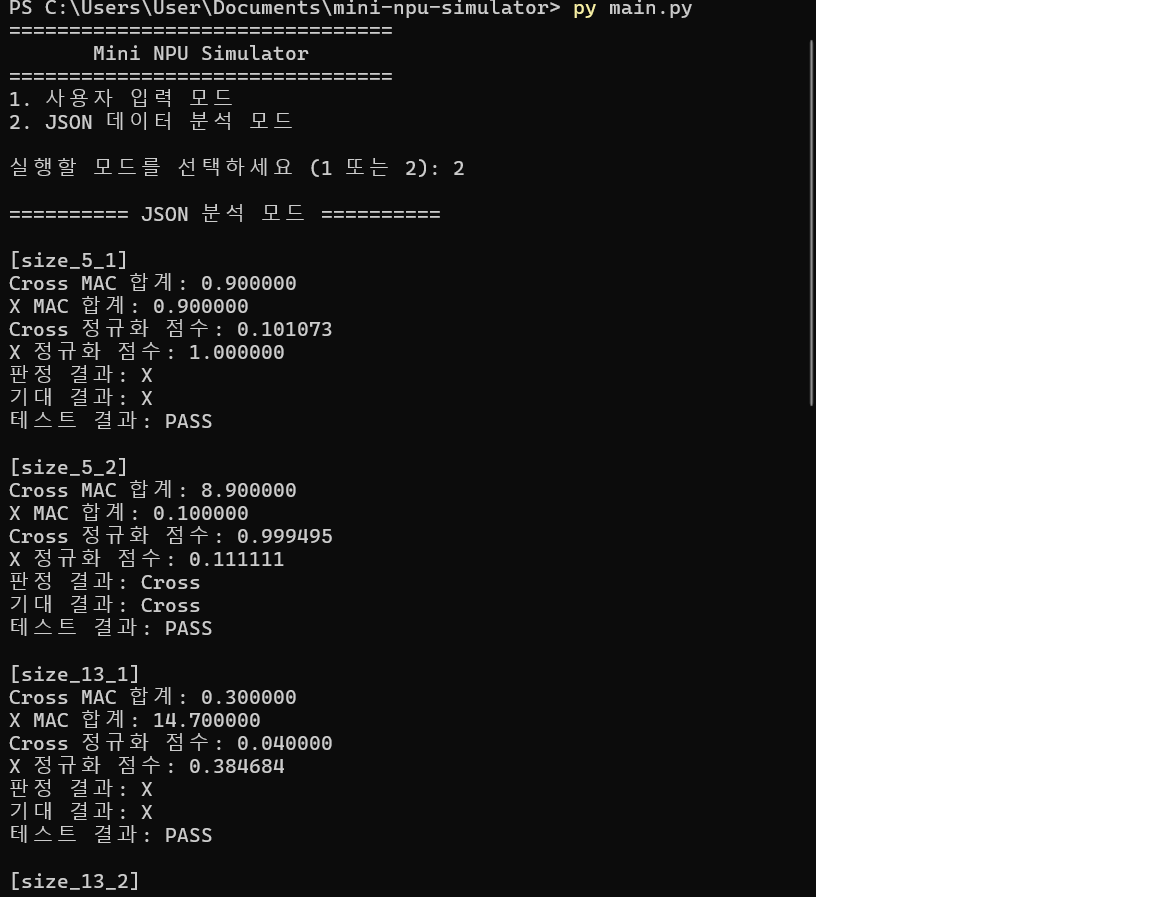 PS C:\Users\User\Documents\mini-npu-simulator> py main.py
================================
Mini NPU Simulator
================================
1. 사용자 입력 모드
2. JSON 데이터 분석 모드
실행할 모드를 선택하세요 (1 또는 2): 2
========== JSON 분석 모드 ==========
[size_5_1]
Cross MAC 합계: 0.900000
X MAC 합계: 0.900000
Cross 정규화 점수: 0.101073
X 정규화 점수: 1.000000
판정 결과: X
기대 결과: X
테스트 결과: PASS
[size_5_2]
Cross MAC 합계: 8.900000
X MAC 합계: 0.100000
Cross 정규화 점수: 0.999495
X 정규화 점수: 0.111111
판정 결과: Cross
기대 결과: Cross
테스트 결과: PASS
[size_13_1]
Cross MAC 합계: 0.300000
X MAC 합계: 14.700000
Cross 정규화 점수: 0.040000
X 정규화 점수: 0.384684
판정 결과: X
기대 결과: X
테스트 결과: PASS
[size_13_2]